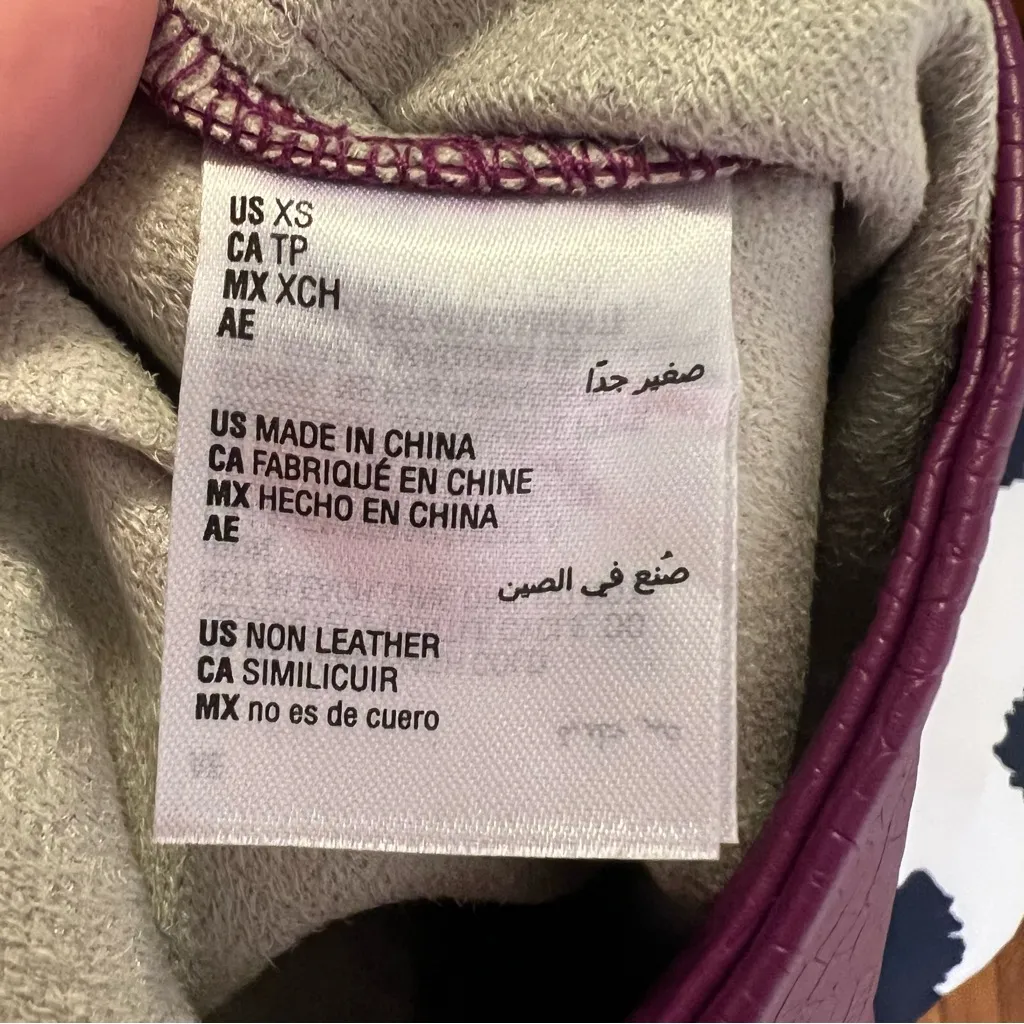 US XS
CA TP
MX XCH
AE
صغير جدًا
US MADE IN CHINA
CA FABRIQUÉ EN CHINE
MX HECHO EN CHINA
AE
صُنع في الصين
US NON LEATHER
CA SIMILICUIR
MX no es de cuero